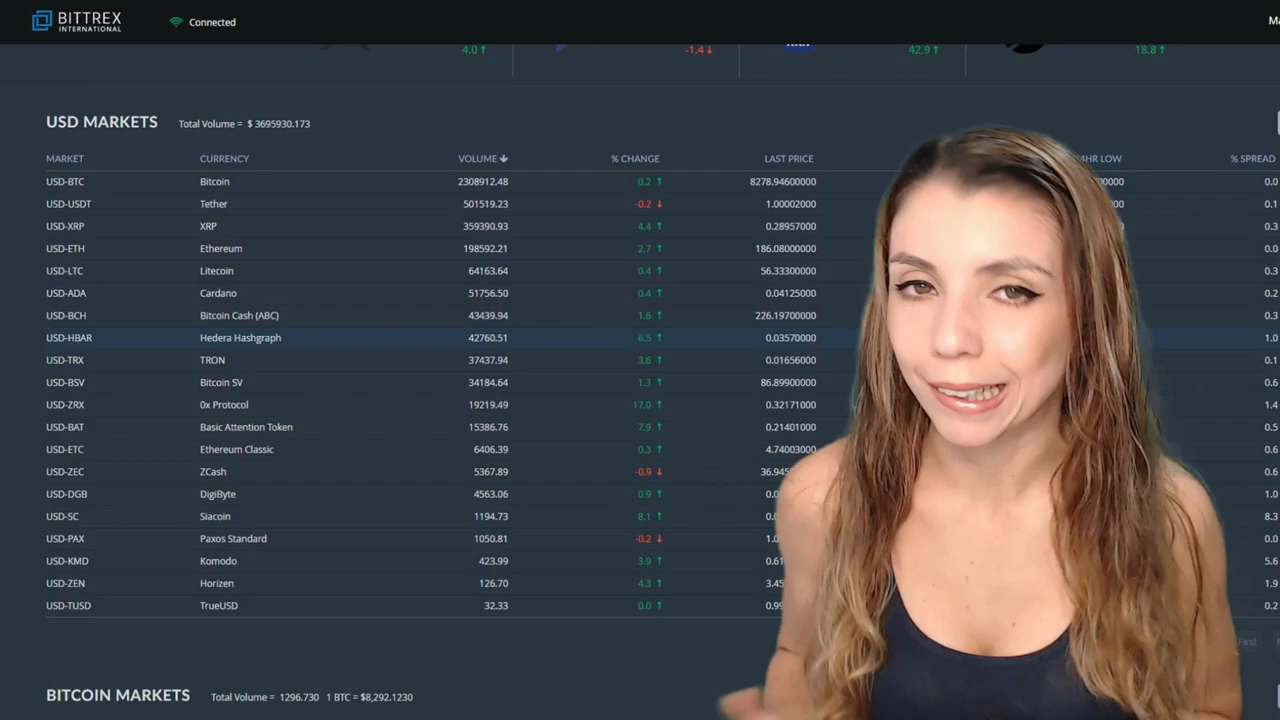 BITTREX
INTERNATIONAL
Connected
4.0 ↑ -1.4 ↓ 42.9 ↑ 18.8 ↑
USD MARKETS Total Volume = $ 3695930.173
MARKET CURRENCY VOLUME ↓ % CHANGE LAST PRICE LOW % SPREAD
USD-BTC Bitcoin 2308912.48 0.2 ↑ 8278.94600000 0.0
USD-USDT Tether 501519.23 -0.2 ↓ 1.00002000 0.1
USD-XRP XRP 359390.93 4.4 ↑ 0.28957000 0.3
USD-ETH Ethereum 198592.21 2.7 ↑ 186.08000000 0.0
USD-LTC Litecoin 64163.64 0.4 ↑ 56.33300000 0.3
USD-ADA Cardano 51756.50 0.4 ↑ 0.04125000 0.2
USD-BCH Bitcoin Cash (ABC) 43439.94 1.6 ↑ 226.19700000 0.3
USD-HBAR Hedera Hashgraph 42760.51 6.5 ↑ 0.03570000 1.0
USD-TRX TRON 37437.94 3.6 ↑ 0.01656000 0.1
USD-BSV Bitcoin SV 34184.64 1.3 ↑ 86.89900000 0.6
USD-ZRX 0x Protocol 19219.49 17.0 ↑ 0.32171000 1.4
USD-BAT Basic Attention Token 15386.76 7.9 ↑ 0.21401000 0.5
USD-ETC Ethereum Classic 6406.39 0.3 ↑ 4.74003000 0.6
USD-ZEC ZCash 5367.89 -0.9 ↓ 36.945 0.6
USD-DGB DigiByte 4563.06 0.9 ↑ 1.0
USD-SC Siacoin 1194.73 8.1 ↑ 8.3
USD-PAX Paxos Standard 1050.81 -0.2 ↓ 0.0
USD-KMD Komodo 423.99 3.9 ↑ 0.61 5.6
USD-ZEN Horizen 126.70 4.3 ↑ 3.45 1.9
USD-TUSD TrueUSD 32.33 0.0 ↑ 0.99 0.2
First
BITCOIN MARKETS Total Volume = 1296.730 1 BTC = $8,292.1230